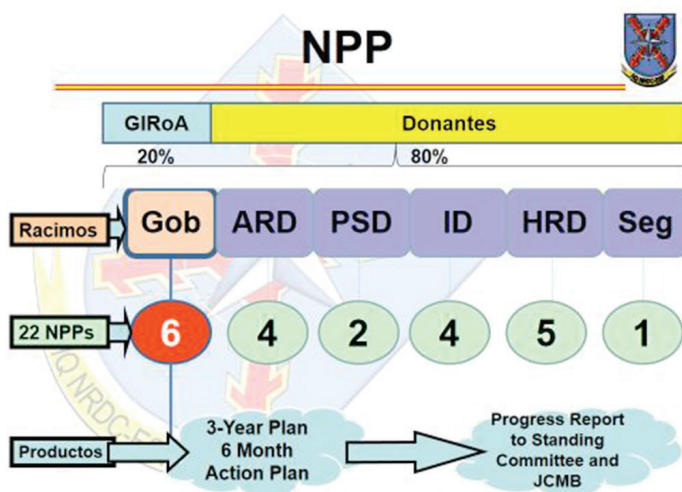 NPP
GIRoA Donantes
20% 80%
Racimos Gob ARD PSD ID HRD Seg
22 NPPs 6 4 2 4 5 1
Productos
3-Year Plan
6 Month
Action Plan
Progress Report
to Standing
Committee and
JCMB